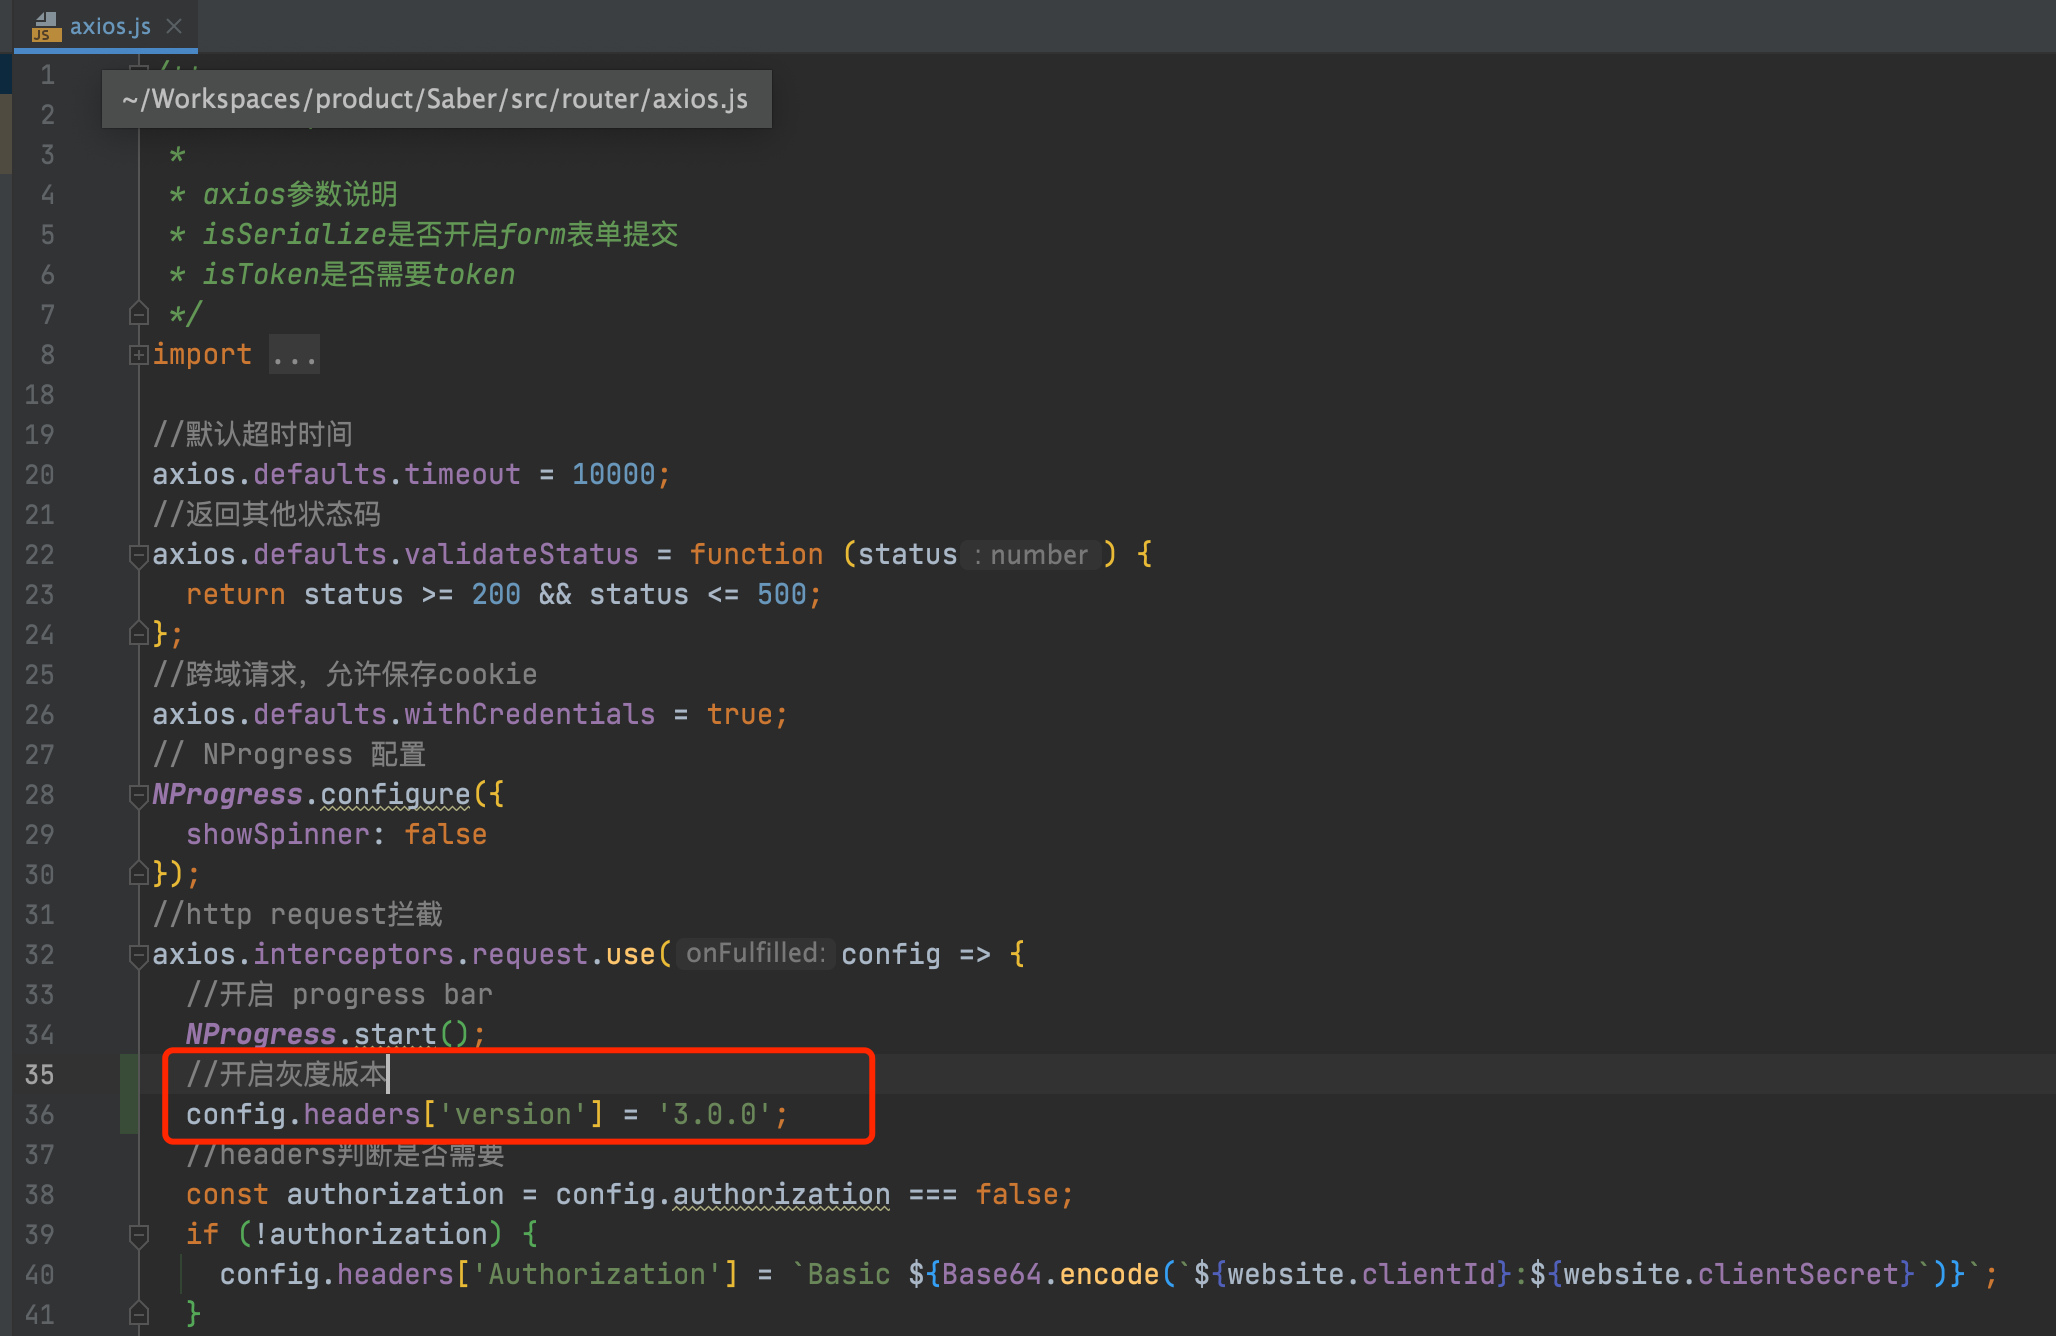 axios.js
~/Workspaces/product/Saber/src/router/axios.js
1
2
3 *
4 * axios参数说明
5 * isSerialize是否开启form表单提交
6 * isToken是否需要token
7 */
8 import ...
18
19 //默认超时时间
20 axios.defaults.timeout = 10000;
21 //返回其他状态码
22 axios.defaults.validateStatus = function (status : number ) {
23 return status >= 200 && status <= 500;
24 };
25 //跨域请求，允许保存cookie
26 axios.defaults.withCredentials = true;
27 // NProgress 配置
28 NProgress.configure({
29 showSpinner: false
30 });
31 //http request拦截
32 axios.interceptors.request.use( onFulfilled: config => {
33 //开启 progress bar
34 NProgress.start();
35 //开启灰度版本
36 config.headers['version'] = '3.0.0';
37 //headers判断是否需要
38 const authorization = config.authorization === false;
39 if (!authorization) {
40 config.headers['Authorization'] = `Basic ${Base64.encode(`${website.clientId}:${website.clientSecret}`)}`;
41 }